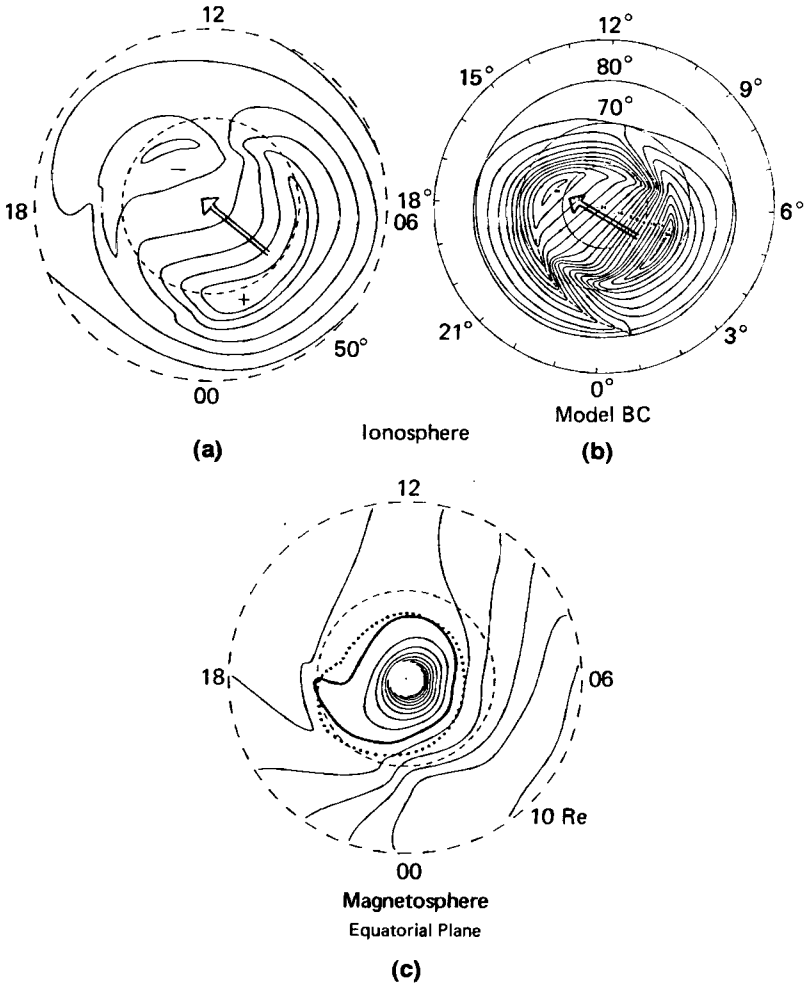 12
18
06
50°
00
+
−
(a)
12°
80°
70°
15°
9°
18°
6°
21°
3°
0°
Model BC
(b)
Ionosphere
12
18
06
10 Re
00
Magnetosphere
Equatorial Plane
(c)